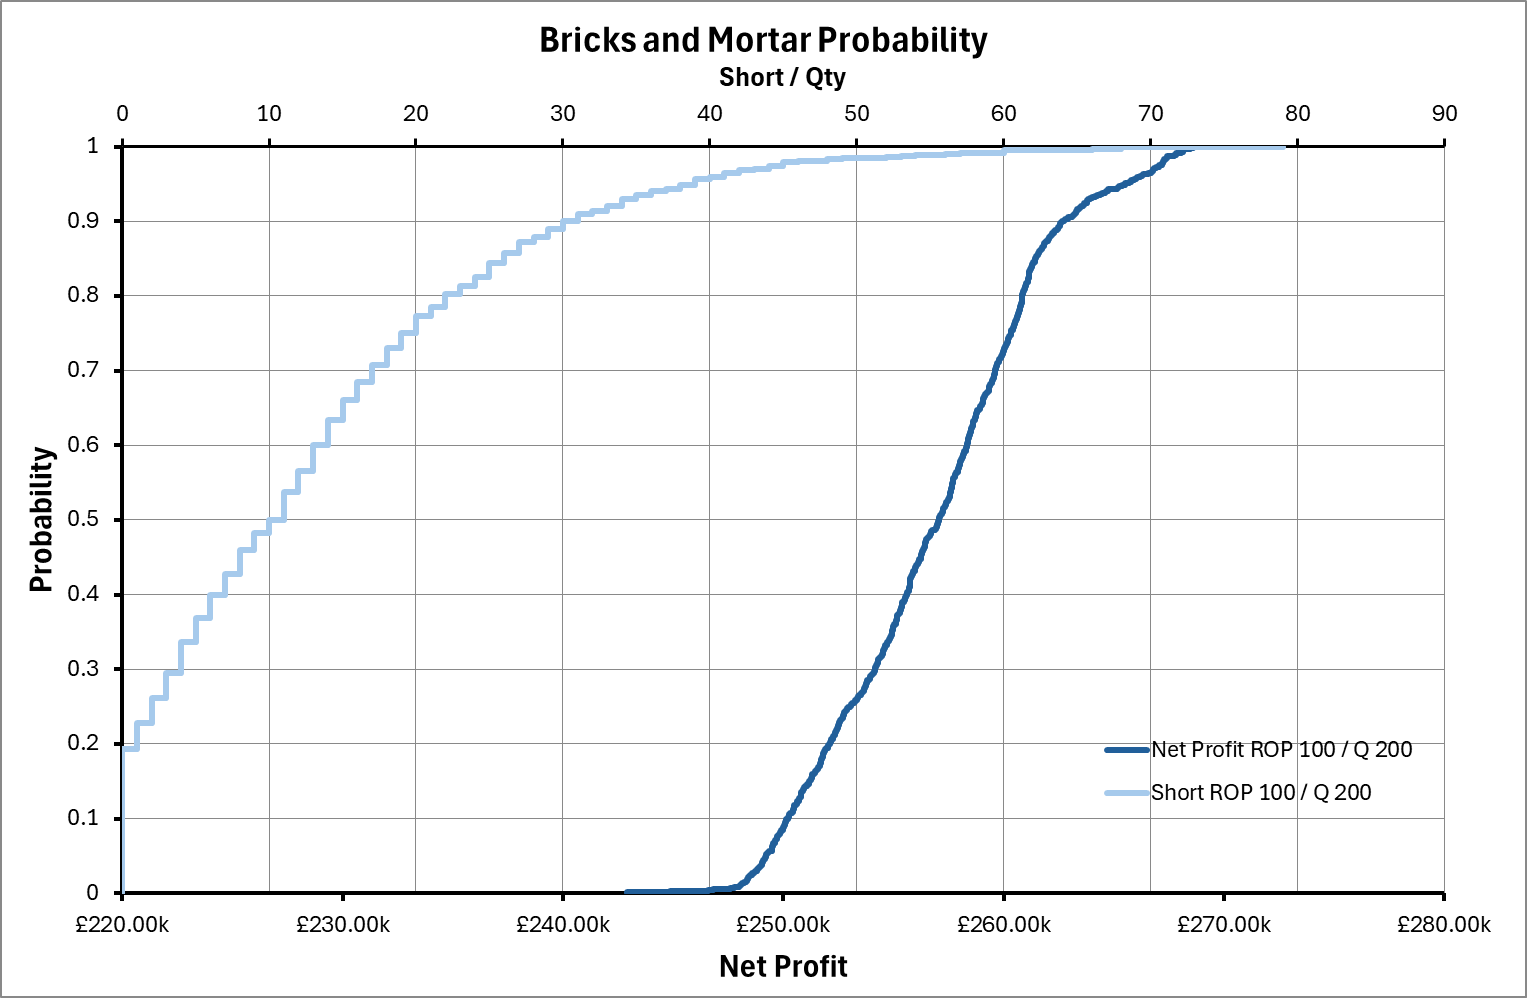 Bricks and Mortar Probability
Short / Qty
0 10 20 30 40 50 60 70 80 90
1
0.9
0.8
0.7
0.6
0.5
0.4
0.3
0.2
0.1
0
Probability
Net Profit ROP 100 / Q 200
Short ROP 100 / Q 200
£220.00k £230.00k £240.00k £250.00k £260.00k £270.00k £280.00k
Net Profit